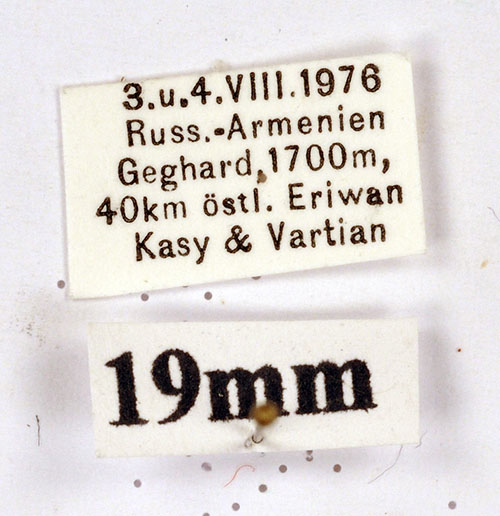 3.u.4.VIII.1976
Russ.-Armenien
Geghard,1700m,
40km östl. Eriwan
Kasy & Vartian
19mm